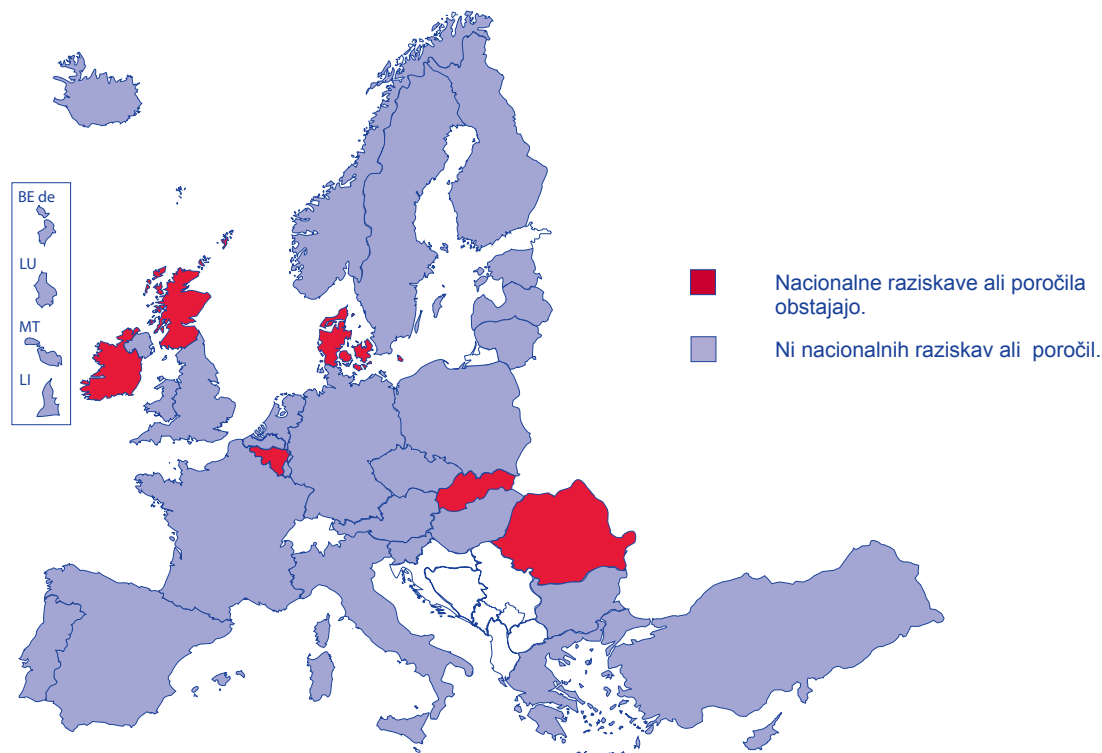 BE de
LU
MT
LI
Nacionalne raziskave ali poročila
obstajajo.
Ni nacionalnih raziskav ali poročil.